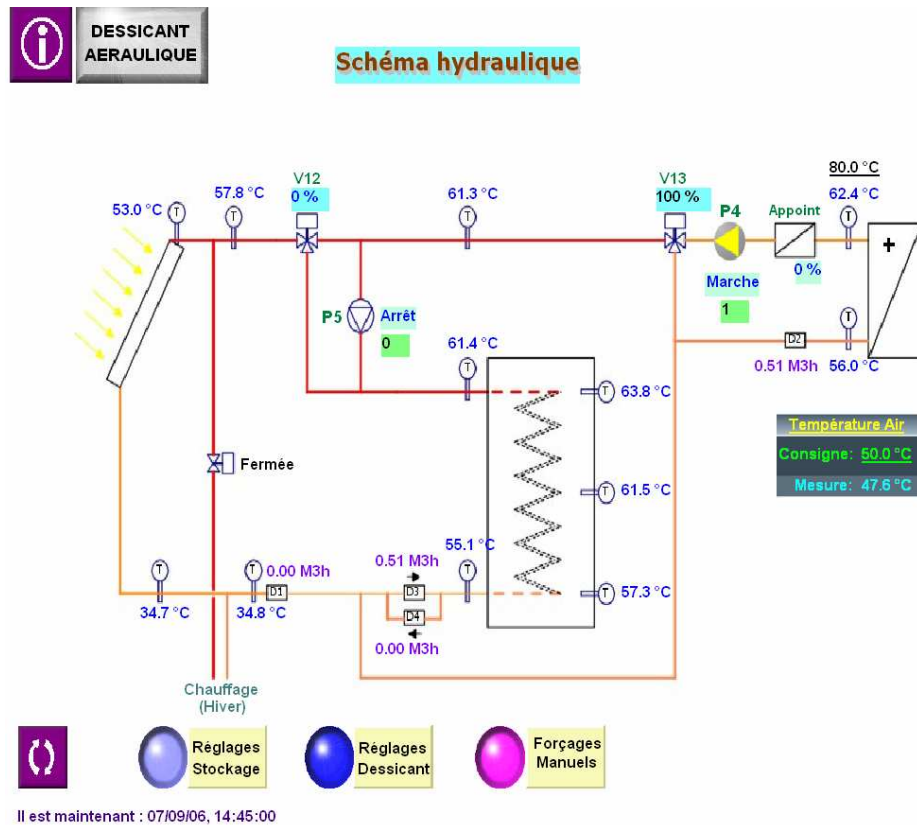 DESSICANT
AERAULIQUE
Schéma hydraulique
80.0 °C
V12
V13
57.8 °C
0 %
61.3 °C
100 %
P4
Appoint
62.4 °C
53.0 °C
T
T
T
T
+
0 %
Marche
1
P5
Arrêt
0
61.4 °C
T
T
D2
0.51 M3h
56.0 °C
T
63.8 °C
Température Air
Consigne: 50.0 °C
Mesure: 47.6 °C
Fermée
T
61.5 °C
55.1 °C
0.51 M3h
0.00 M3h
T
T
T
D1
D3
D4
T
57.3 °C
34.7 °C
34.8 °C
0.00 M3h
Chauffage
(Hiver)
Réglages
Stockage
Réglages
Dessicant
Forçages
Manuels
Il est maintenant : 07/09/06, 14:45:00